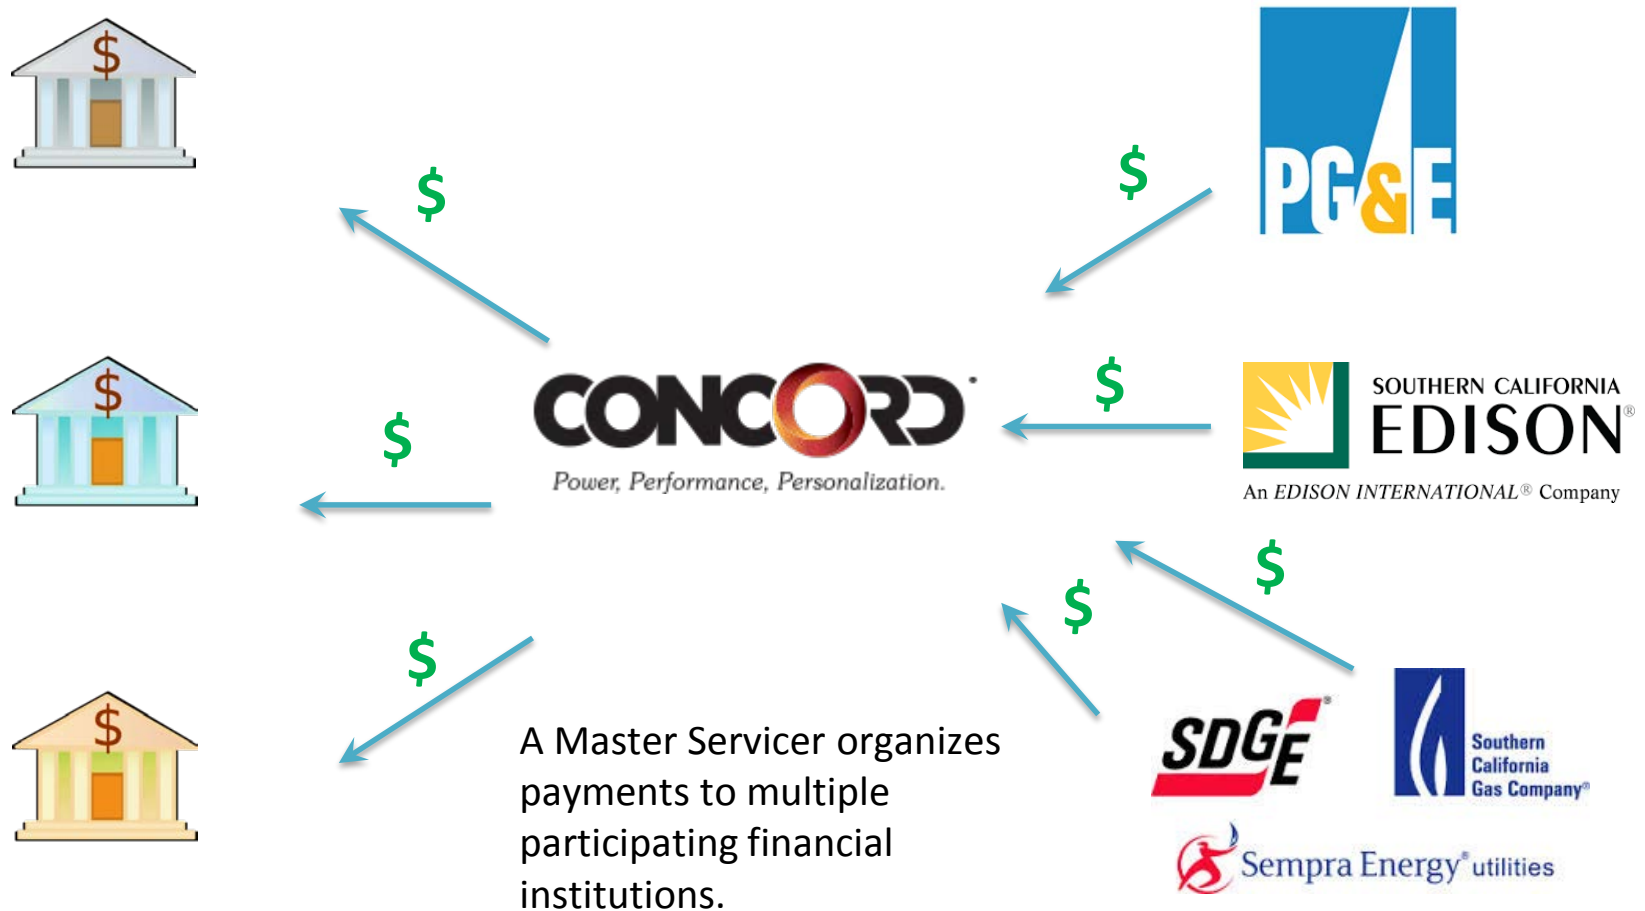 $
$
PG&E
$
$
$
CONCORD
Power, Performance, Personalization.
$
SOUTHERN CALIFORNIA
EDISON®
An EDISON INTERNATIONAL® Company
$
$
$
$
$
A Master Servicer organizes
payments to multiple
participating financial
institutions.
SDGE®
Southern
California
Gas Company®
Sempra Energy® utilities